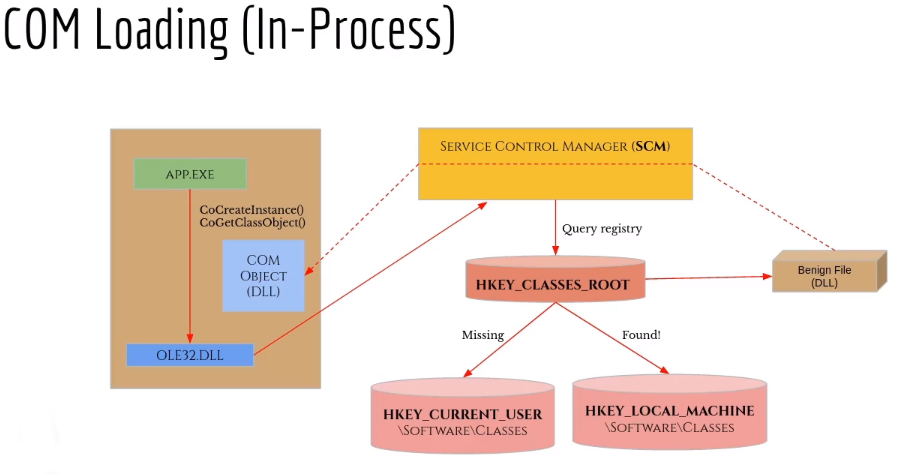 COM Loading (In-Process)
APP.EXE
CoCreateInstance()
CoGetClassObject()
COM
Object
(DLL)
OLE32.DLL
Service Control Manager (SCM)
Query registry
HKEY_CLASSES_ROOT
Benign File
(DLL)
Missing
Found!
HKEY_CURRENT_USER
\Software\Classes
HKEY_LOCAL_MACHINE
\Software\Classes